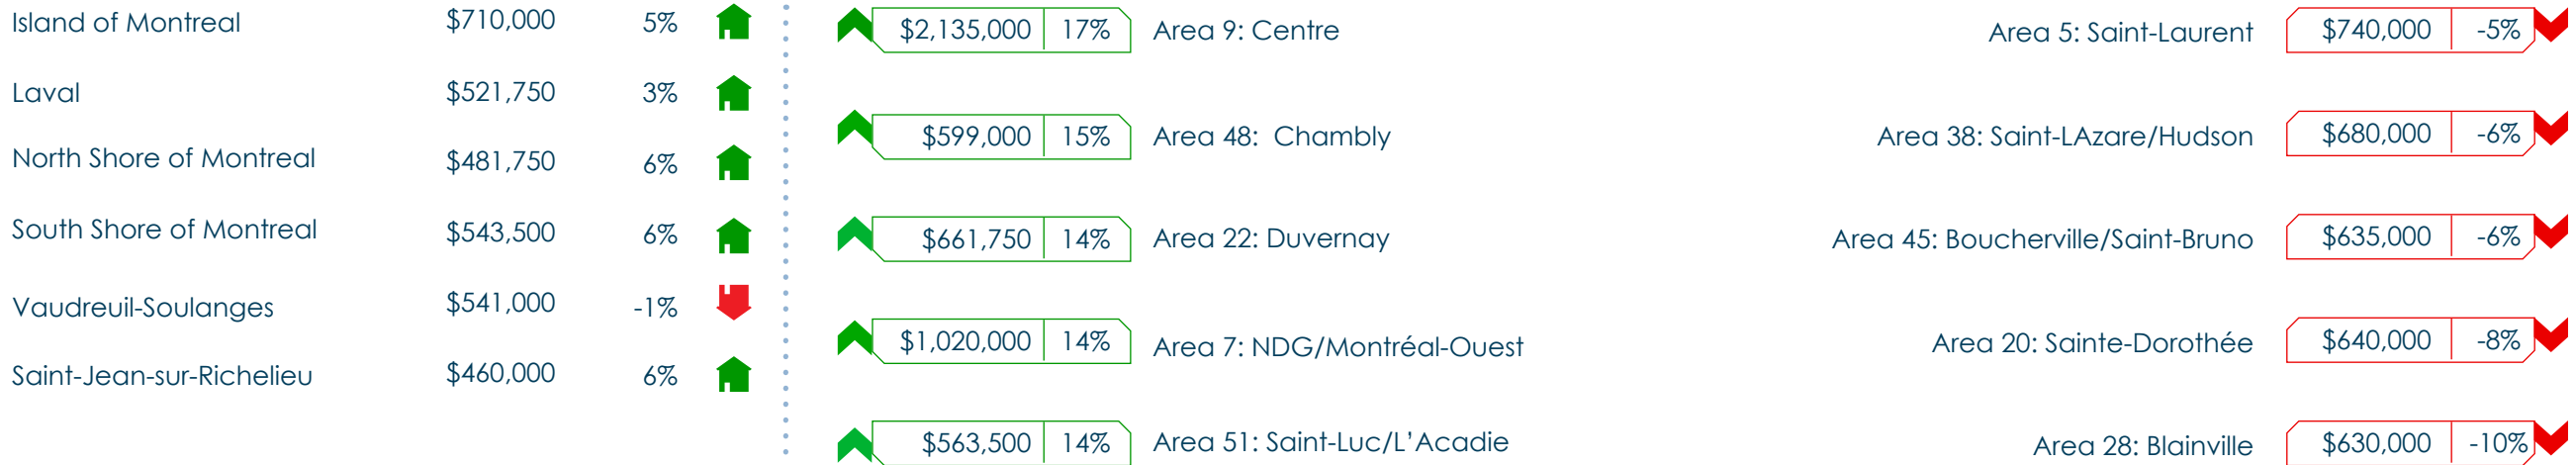 Island of Montreal $710,000 5%
Laval $521,750 3%
North Shore of Montreal $481,750 6%
South Shore of Montreal $543,500 6%
Vaudreuil-Soulanges $541,000 -1%
Saint-Jean-sur-Richelieu $460,000 6%
$2,135,000 17% Area 9: Centre
$599,000 15% Area 48: Chambly
$661,750 14% Area 22: Duvernay
$1,020,000 14% Area 7: NDG/Montréal-Ouest
$563,500 14% Area 51: Saint-Luc/L’Acadie
Area 5: Saint-Laurent $740,000 -5%
Area 38: Saint-LAzare/Hudson $680,000 -6%
Area 45: Boucherville/Saint-Bruno $635,000 -6%
Area 20: Sainte-Dorothée $640,000 -8%
Area 28: Blainville $630,000 -10%